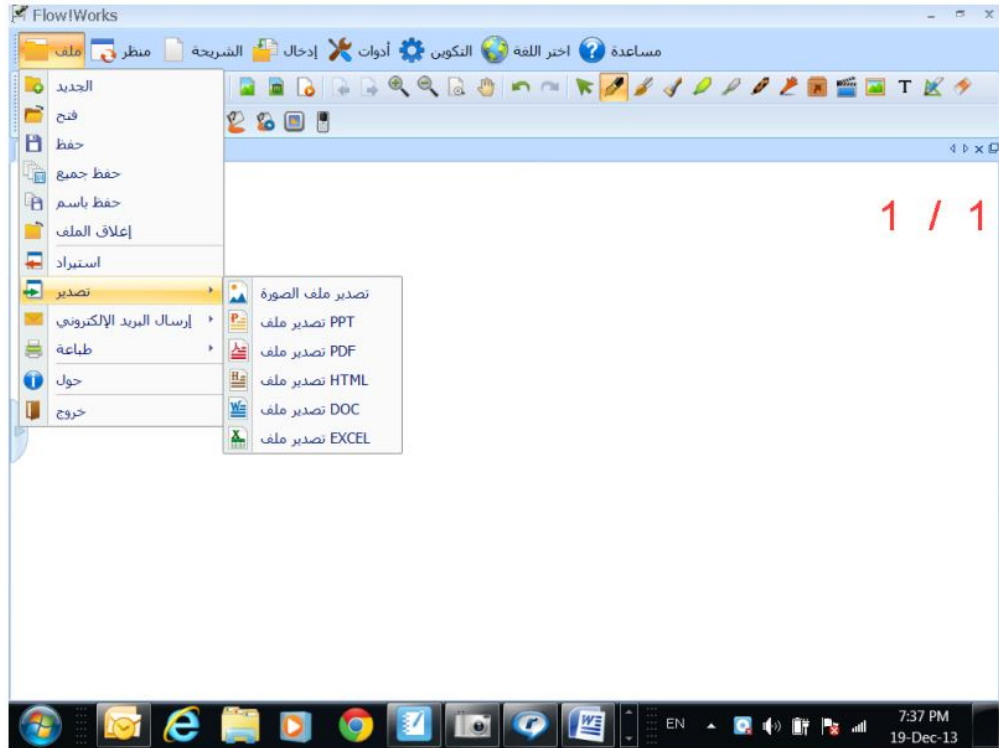 Flow!Works
ملف منظر الشريحة إدخال أدوات التكوين اختر اللغة مساعدة
الجديد
فتح
حفظ
حفظ جميع
حفظ باسم
إغلاق الملف
استيراد
تصدير
إرسال البريد الإلكتروني
طباعة
حول
خروج
تصدير ملف الصورة
PPT تصدير ملف
PDF تصدير ملف
HTML تصدير ملف
DOC تصدير ملف
EXCEL تصدير ملف
T
1 / 1
EN
7:37 PM
19-Dec-13